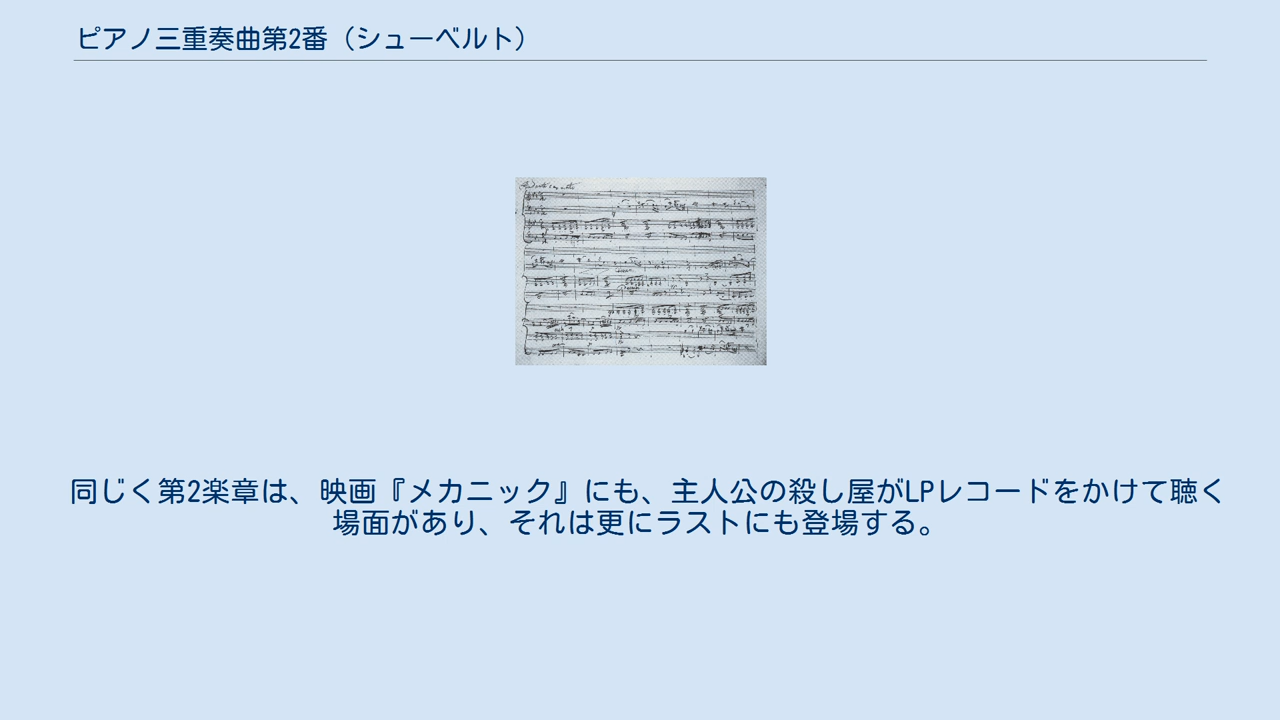 ピアノ三重奏曲第2番（シューベルト）
同じく第2楽章は、映画『メカニック』にも、主人公の殺し屋がLPレコードをかけて聴く
場面があり、それは更にラストにも登場する。